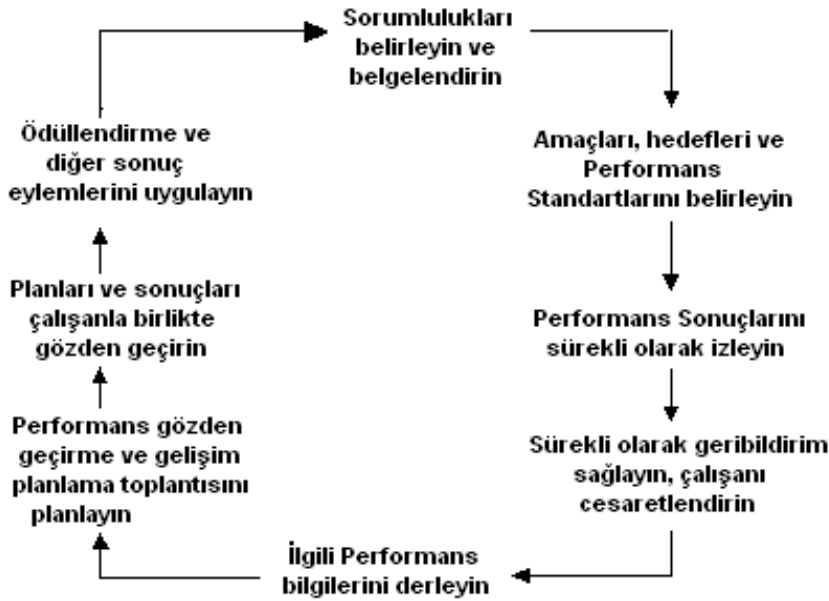 Sorumlulukları
belirleyin ve
belgelendirin
Amaçları, hedefleri ve
Performans
Standartlarını belirleyin
Performans Sonuçlarını
sürekli olarak izleyin
Sürekli olarak geribildirim
sağlayın, çalışanı
cesaretlendirin
İlgili Performans
bilgilerini derleyin
Performans gözden
geçirme ve gelişim
planlama toplantısını
planlayın
Planları ve sonuçları
çalışanla birlikte
gözden geçirin
Ödüllendirme ve
diğer sonuç
eylemlerini uygulayın